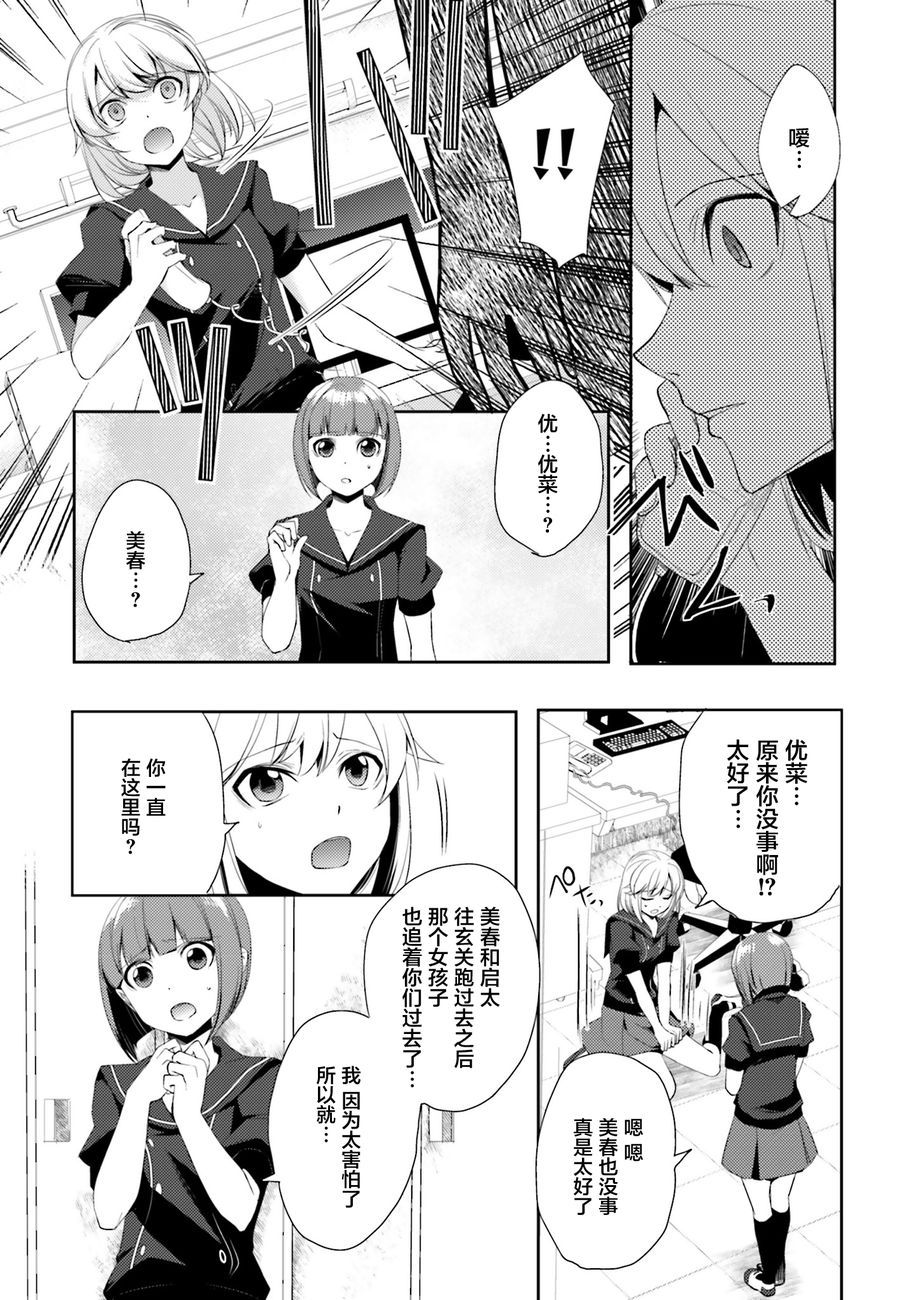 嗳…
!!
优…优菜…?
美春…?
优菜…
原来你没事啊!?
太好了…
嗯嗯
美春也没事
真是太好了
你一直
在这里吗?
美春和启太
往玄关跑过去之后
那个女孩子
也追着你们过去了…
我 因为太害怕了
所以就…